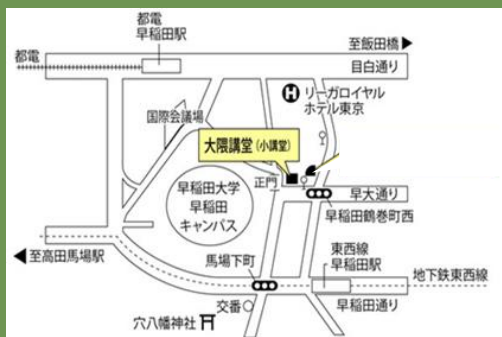 都電
早稲田駅
都電
至飯田橋
目白通り
H
リーガロイヤル
ホテル東京
国際会議場
大隈講堂(小講堂)
正門
早大通り
早稲田大学
早稲田
キャンパス
早稲田鶴巻町西
至高田馬場駅
馬場下町
東西線
早稲田駅
地下鉄東西線
交番
早稲田通り
穴八幡神社